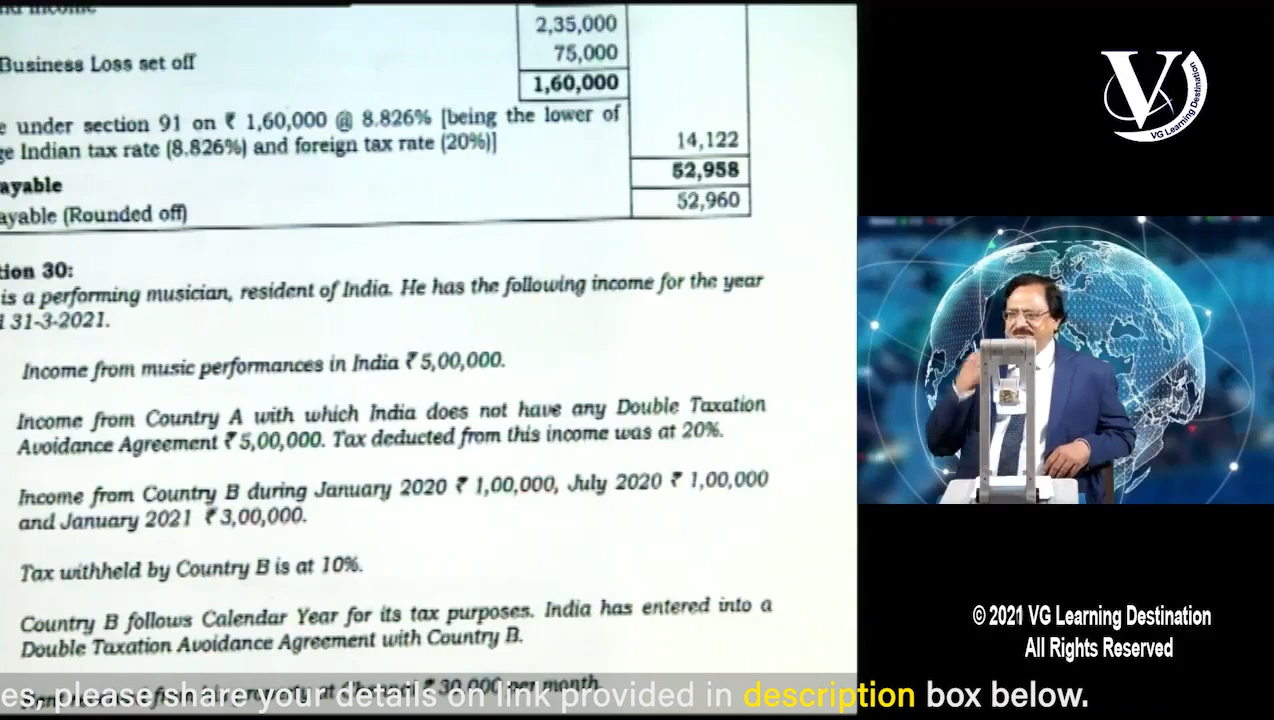 2,35,000
Business Loss set off 75,000
1,60,000
e under section 91 on ₹ 1,60,000 @ 8.826% [being the lower of
ge Indian tax rate (8.826%) and foreign tax rate (20%)] 14,122
ayable 52,958
ayable (Rounded off) 52,960
tion 30:
is a performing musician, resident of India. He has the following income for the year
31-3-2021.
Income from music performances in India ₹ 5,00,000.
Income from Country A with which India does not have any Double Taxation
Avoidance Agreement ₹ 5,00,000. Tax deducted from this income was at 20%.
Income from Country B during January 2020 ₹ 1,00,000, July 2020 ₹ 1,00,000
and January 2021 ₹ 3,00,000.
Tax withheld by Country B is at 10%.
Country B follows Calendar Year for its tax purposes. India has entered into a
Double Taxation Avoidance Agreement with Country B.
₹ 30,000 per month.
es, please share your details on link provided in description box below.
V
VG Learning Destination
© 2021 VG Learning Destination
All Rights Reserved